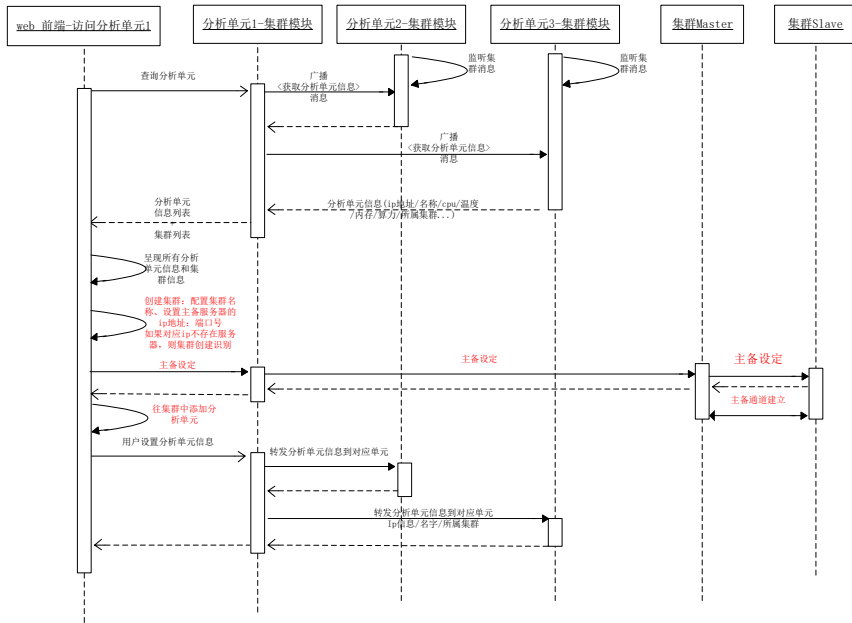 web 前端-访问分析单元1
分析单元1-集群模块
分析单元2-集群模块
分析单元3-集群模块
集群Master
集群Slave
监听集
群消息
监听集
群消息
查询分析单元
广播
<获取分析单元信息>
消息
广播
<获取分析单元信息>
消息
分析单元
信息列表
+
集群列表
分析单元信息(ip地址/名称/cpu/温度
/内存/算力/所属集群...)
呈现所有分析
单元信息和集
群信息
创建集群: 配置集群名
称、设置主备服务器的
ip地址: 端口号
如果对应ip不存在服务
器, 则集群创建识别
主备设定
主备设定
主备设定
主备通道建立
往集群中添加分
析单元
用户设置分析单元信息
转发分析单元信息到对应单元
转发分析单元信息到对应单元
Ip信息/名字/所属集群